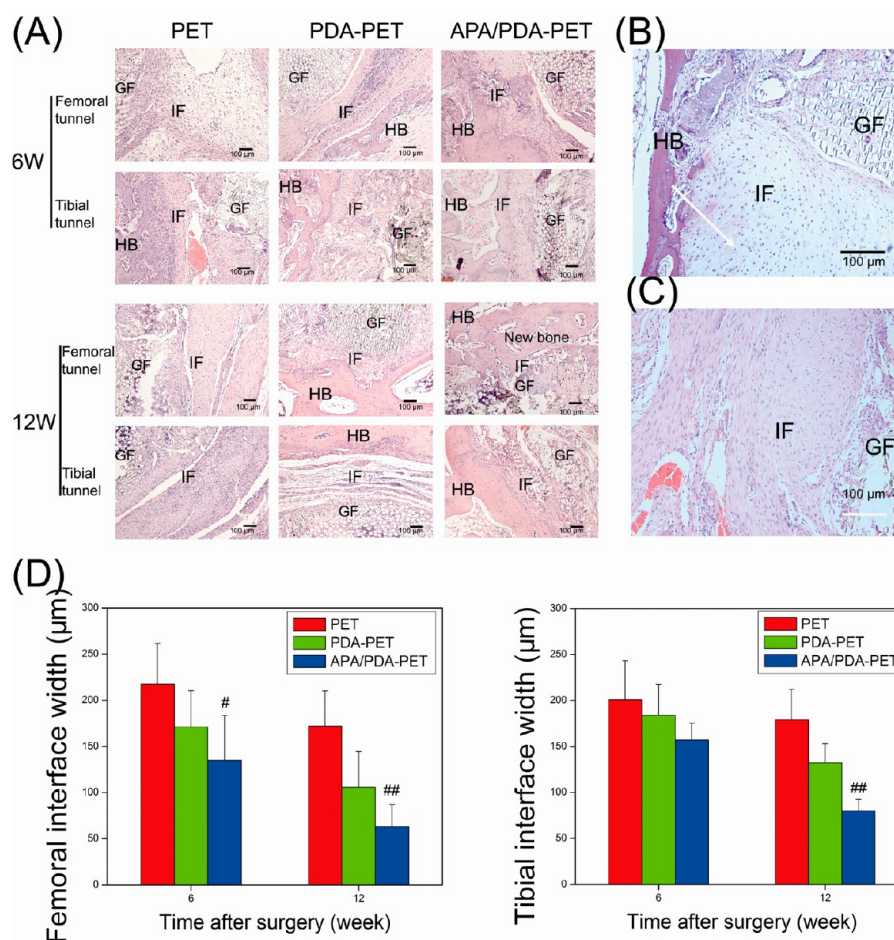 (A)
PET
PDA-PET
APA/PDA-PET
6W
Femoral
tunnel
GF
IF
100 µm
GF
IF
HB
100 µm
GF
IF
HB
100 µm
Tibial
tunnel
HB
IF
GF
100 µm
HB
IF
GF
100 µm
HB
IF
GF
100 µm
12W
Femoral
tunnel
GF
IF
100 µm
GF
IF
HB
100 µm
HB
New bone
IF
GF
100 µm
Tibial
tunnel
GF
IF
100 µm
HB
IF
GF
100 µm
HB
IF
GF
100 µm
(B)
HB
GF
IF
100 µm
(C)
IF
GF
100 µm
(D)
Femoral interface width (µm)
300
250
200
150
100
50
0
PET
PDA-PET
APA/PDA-PET
#
##
6
12
Time after surgery (week)
Tibial interface width (µm)
300
250
200
150
100
50
0
PET
PDA-PET
APA/PDA-PET
##
6
12
Time after surgery (week)